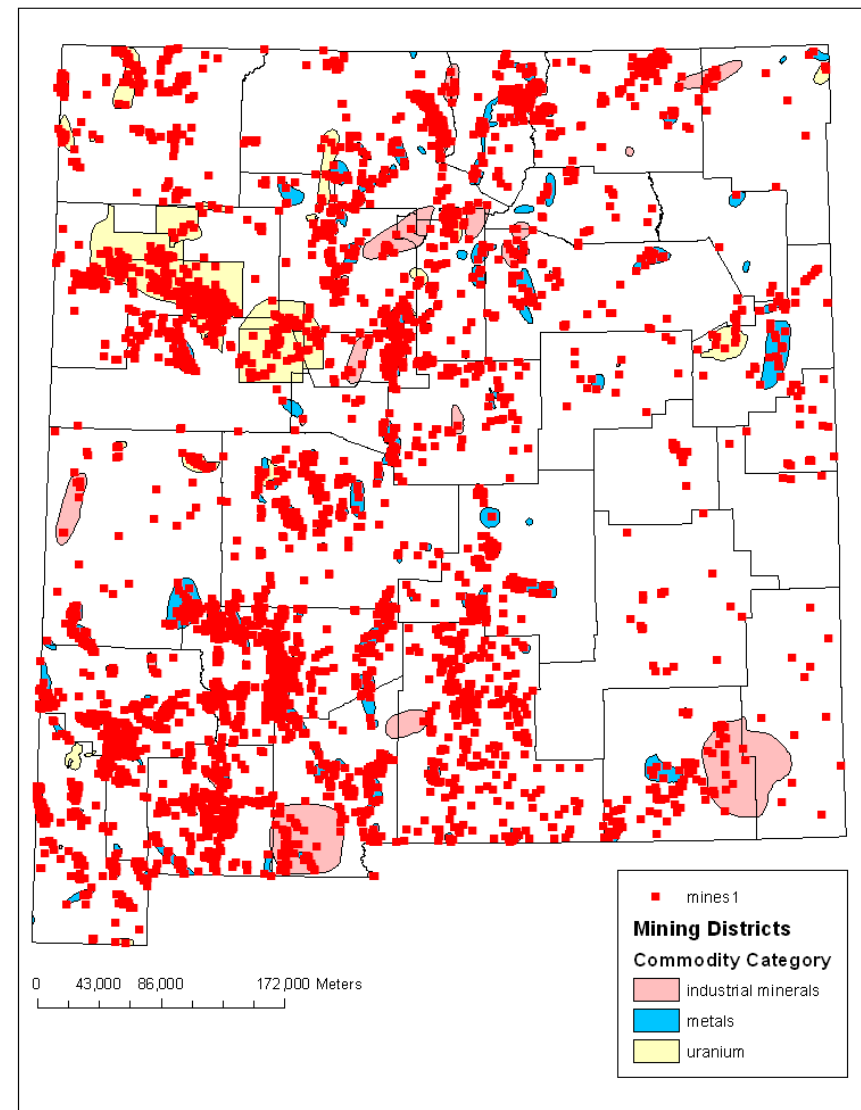 mines1
Mining Districts
Commodity Category
industrial minerals
metals
uranium
0 43,000 86,000 172,000 Meters